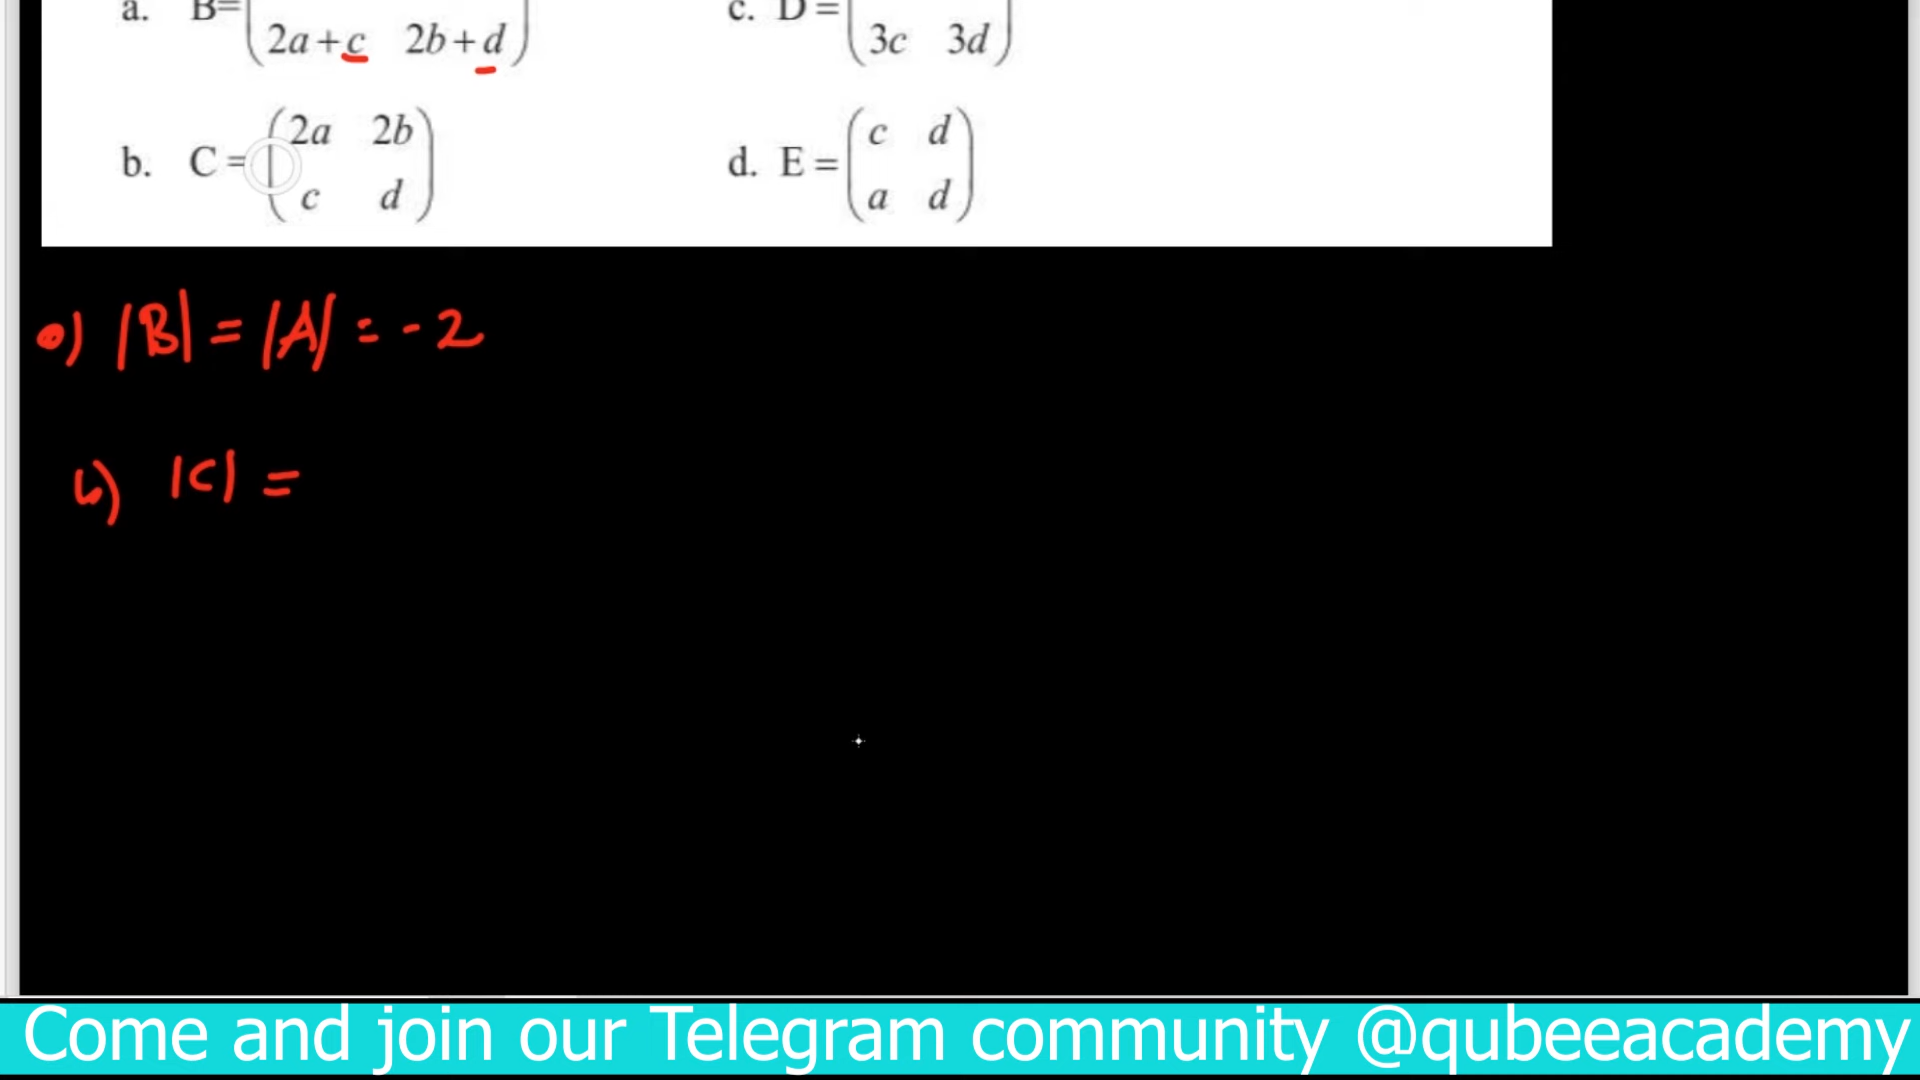 a. B= c. D=
2a+c 2b+d 3c 3d
2a 2b c d
b. C= d. E=
c d a d
a) |B| = |A| = -2
b) |C| =
Come and join our Telegram community @qubeeacademy